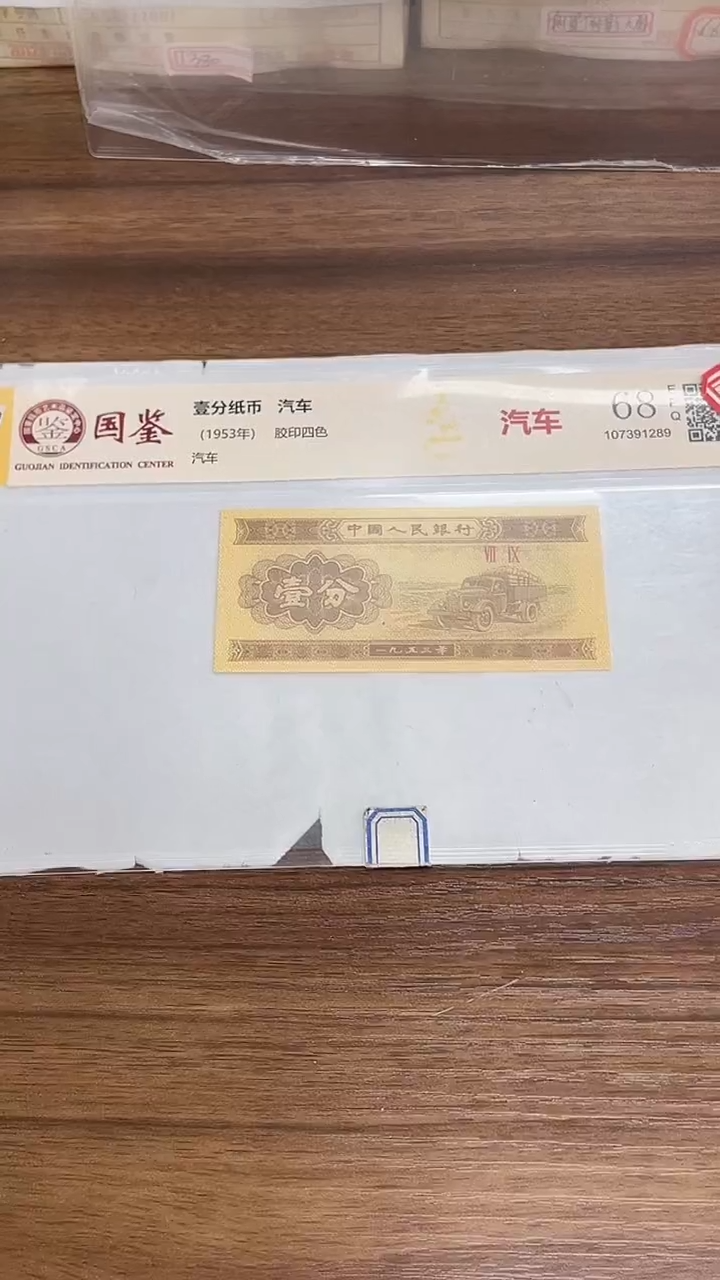 11330
国鉴
GSCA
GUOJIAN IDENTIFICATION CENTER
壹分纸币 汽车
(1953年) 胶印四色
汽车
汽车
68
EPQ
107391289
中國人民銀行
VII IX
壹分
一九五三年